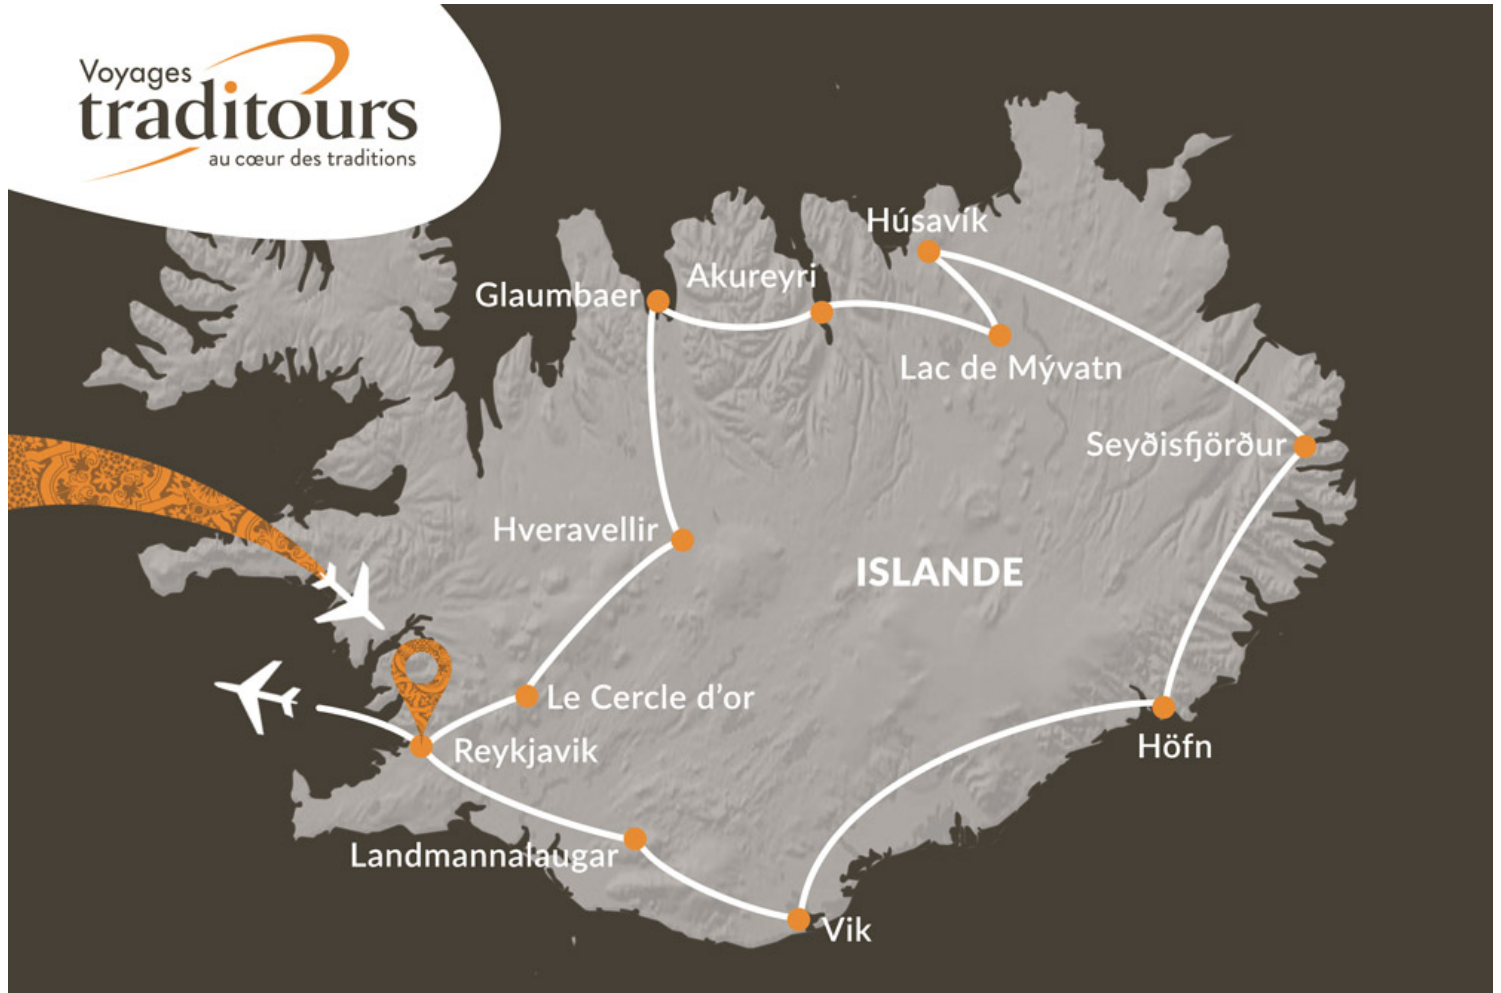 Voyages
traditours
au cœur des traditions
Húsavík
Akureyri
Glaumbaer
Lac de Mývatn
Seyðisfjörður
Hveravellir
ISLANDE
Le Cercle d'or
Reykjavik
Höfn
Landmannalaugar
Vik